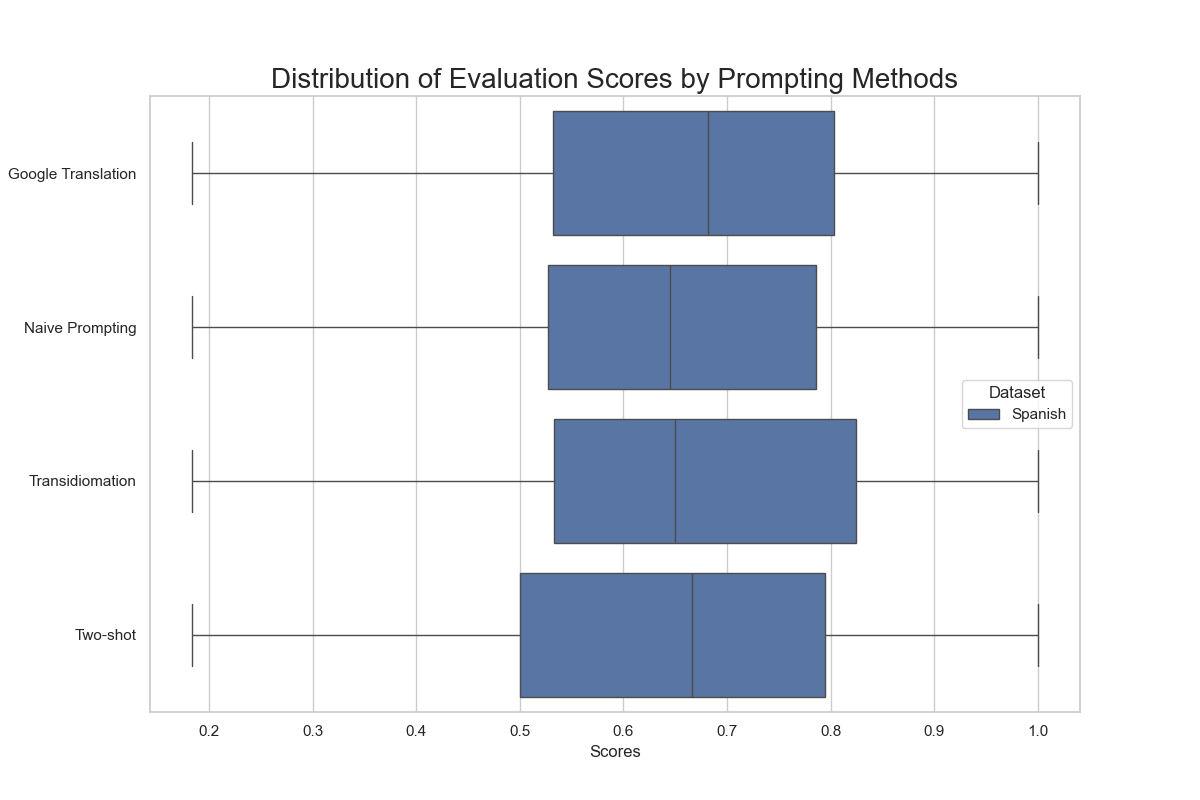 Distribution of Evaluation Scores by Prompting Methods
Google Translation
Naive Prompting
Transidiomation
Two-shot
Dataset
Spanish
0.2 0.3 0.4 0.5 0.6 0.7 0.8 0.9 1.0
Scores